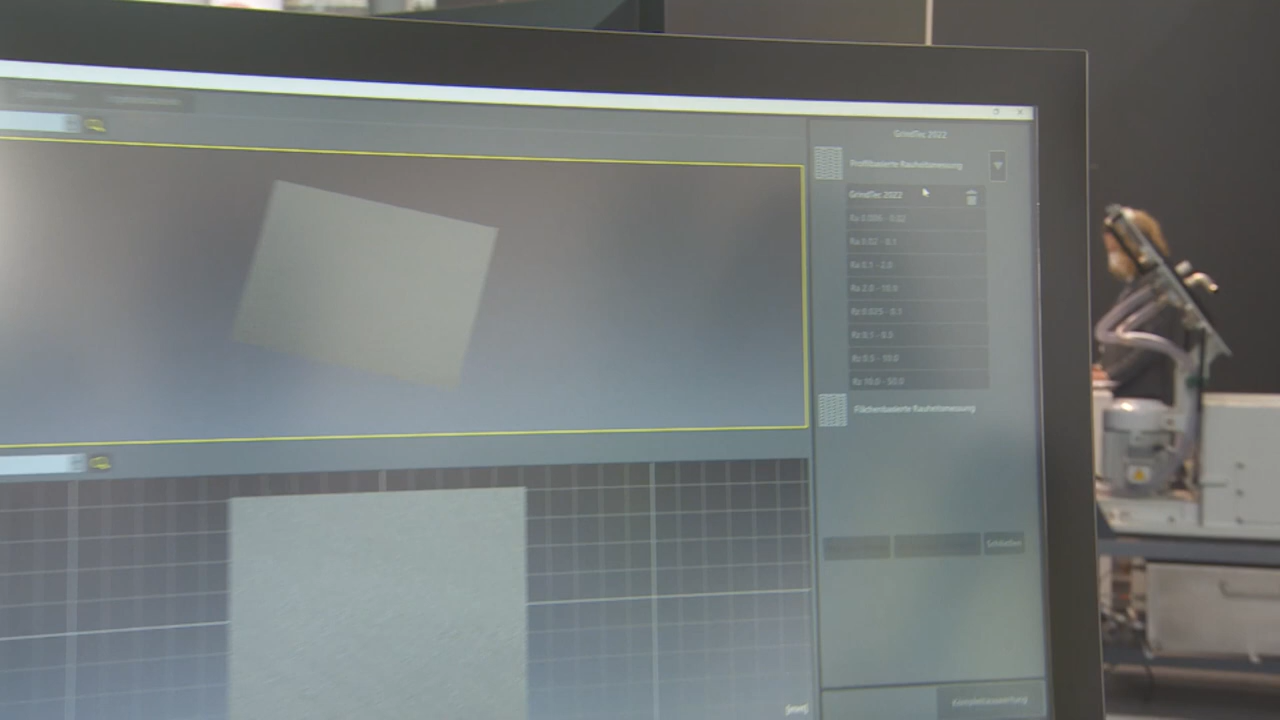 GrindTec 2022
Profilbasierte Rauheitsmessung
GrindTec 2022
Ra 0.006 - 0.02
Ra 0.02 - 0.1
Ra 0.1 - 2.0
Ra 2.0 - 10.0
Rz 0.025 - 0.1
Rz 0.1 - 0.5
Rz 0.5 - 10.0
Rz 10.0 - 50.0
Flächenbasierte Rauheitsmessung
Schließen
Komplettauswertung